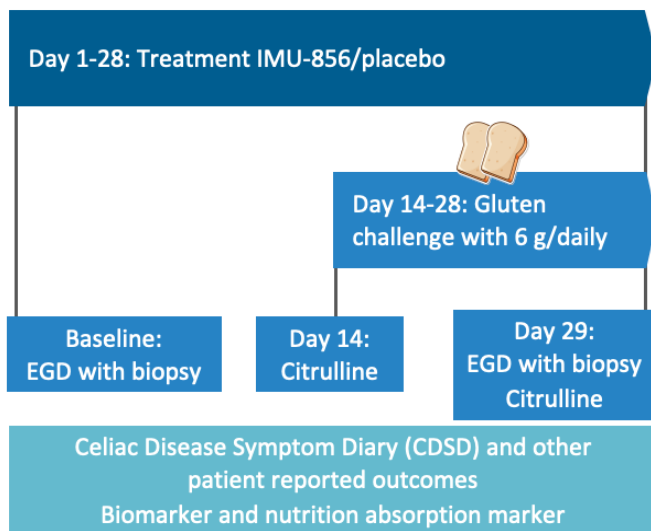 Day 1-28: Treatment IMU-856/placebo
Day 14-28: Gluten
challenge with 6 g/daily
Baseline:
EGD with biopsy
Day 14:
Citrulline
Day 29:
EGD with biopsy
Citrulline
Celiac Disease Symptom Diary (CDSD) and other
patient reported outcomes
Biomarker and nutrition absorption marker